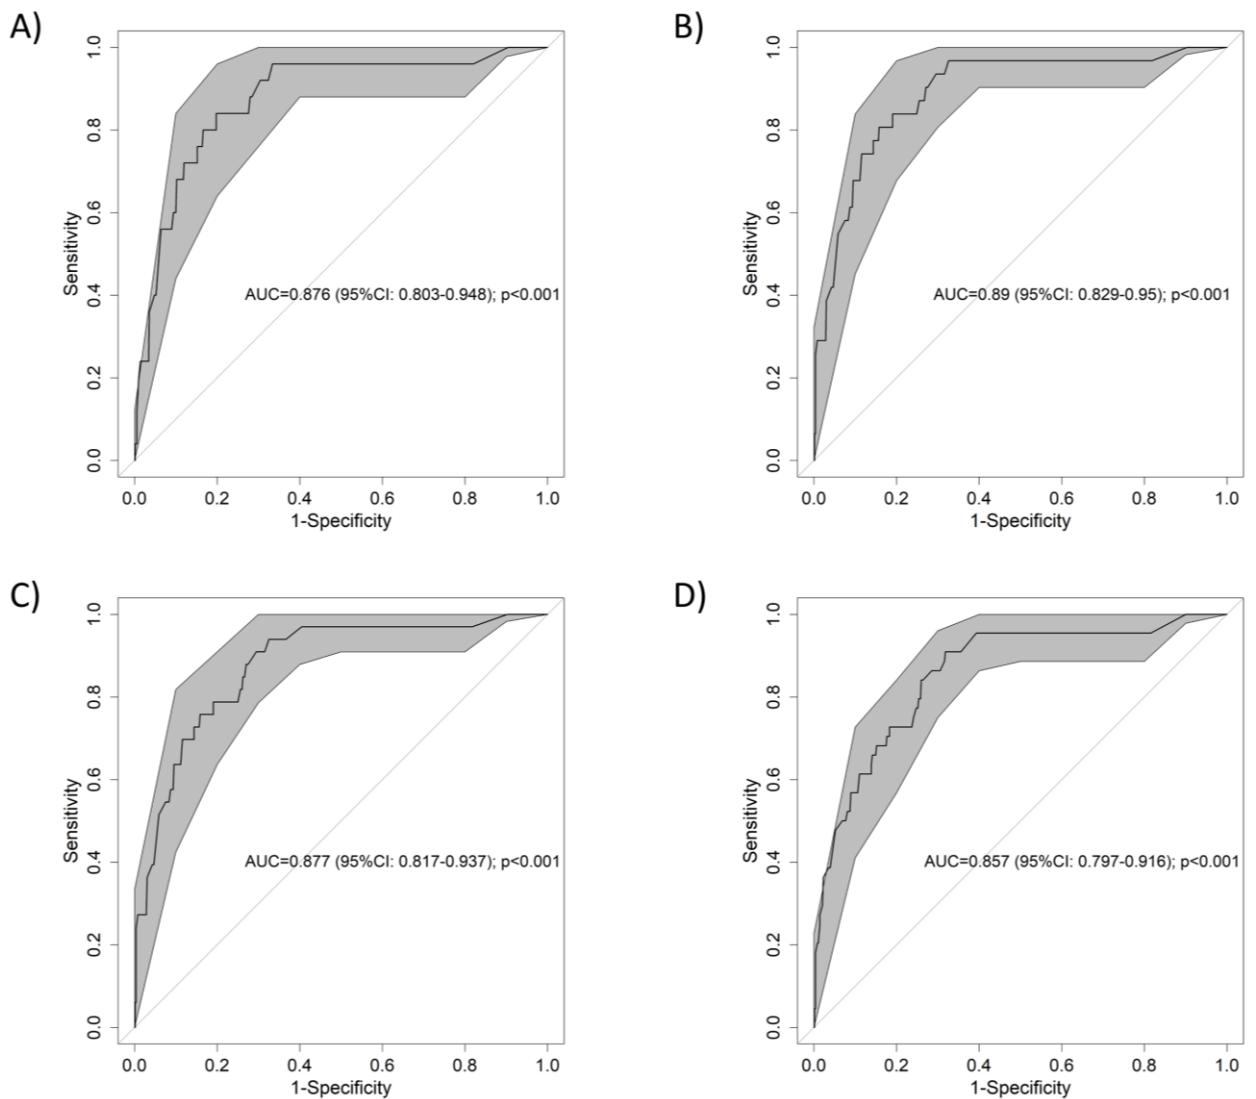 A)
1.0
0.8
0.6
0.4
0.2
0.0
Sensitivity
AUC=0.876 (95%CI: 0.803-0.948); p<0.001
0.0 0.2 0.4 0.6 0.8 1.0
1-Specificity
B)
1.0
0.8
0.6
0.4
0.2
0.0
Sensitivity
AUC=0.89 (95%CI: 0.829-0.95); p<0.001
0.0 0.2 0.4 0.6 0.8 1.0
1-Specificity
C)
1.0
0.8
0.6
0.4
0.2
0.0
Sensitivity
AUC=0.877 (95%CI: 0.817-0.937); p<0.001
0.0 0.2 0.4 0.6 0.8 1.0
1-Specificity
D)
1.0
0.8
0.6
0.4
0.2
0.0
Sensitivity
AUC=0.857 (95%CI: 0.797-0.916); p<0.001
0.0 0.2 0.4 0.6 0.8 1.0
1-Specificity